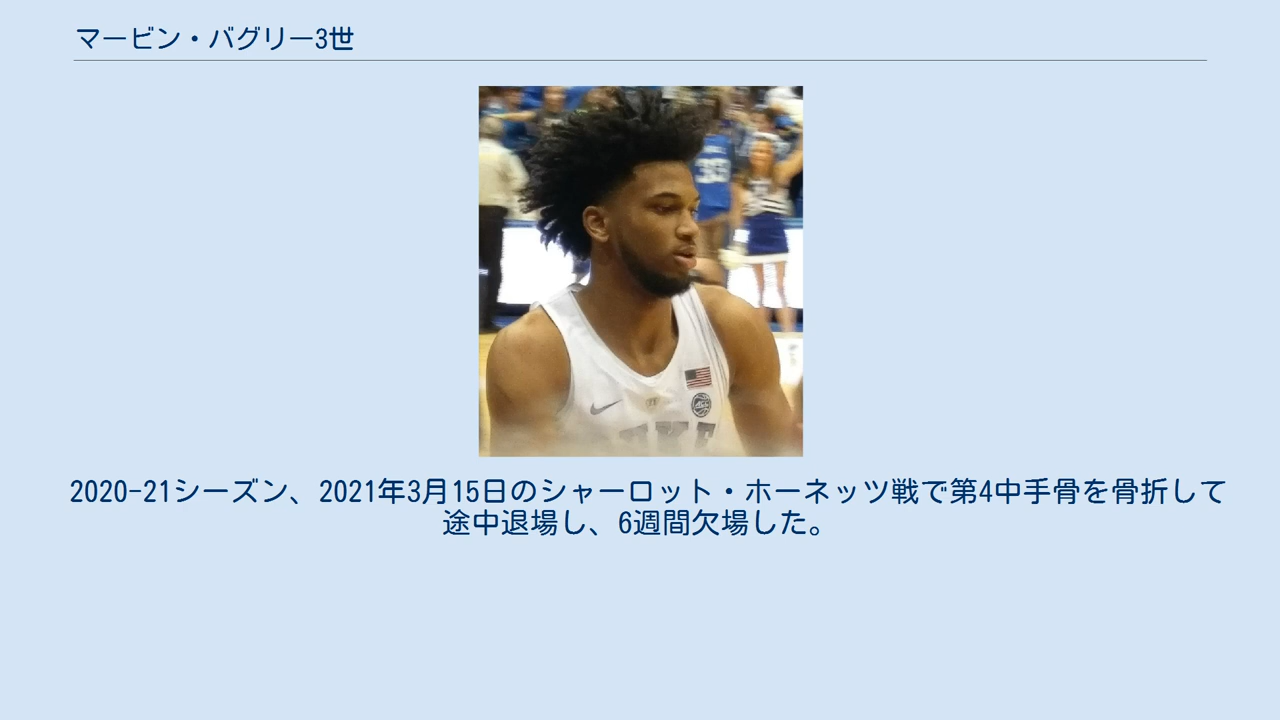 マービン・バグリー3世
33
2020-21シーズン、2021年3月15日のシャーロット・ホーネッツ戦で第4中手骨を骨折して
途中退場し、6週間欠場した。